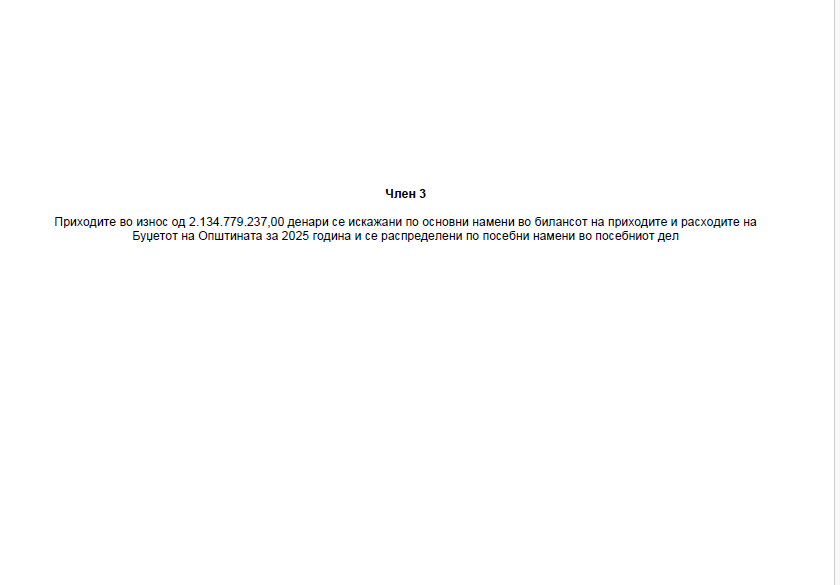 Член 3
Приходите во износ од 2.134.779.237,00 денари се искажани по основни намени во билансот на приходите и расходите на
Буџетот на Општината за 2025 година и се распределени по посебни намени во посебниот дел